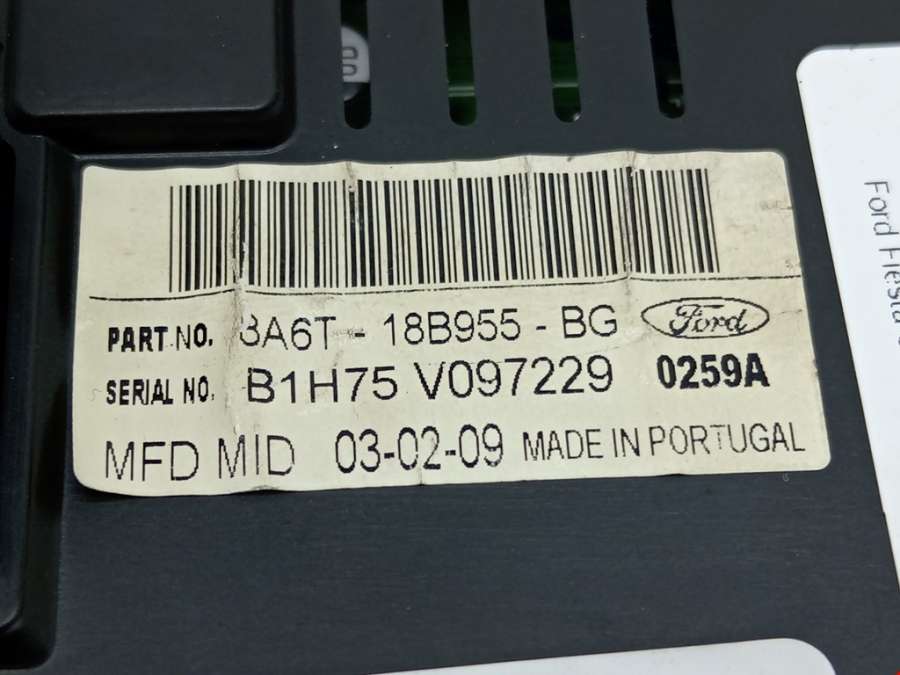 PART NO. 8A6T - 18B955 - BG Ford
SERIAL NO. B1H75 V097229 0259A
MFD MID 03-02-09 MADE IN PORTUGAL
Ford Fiesta